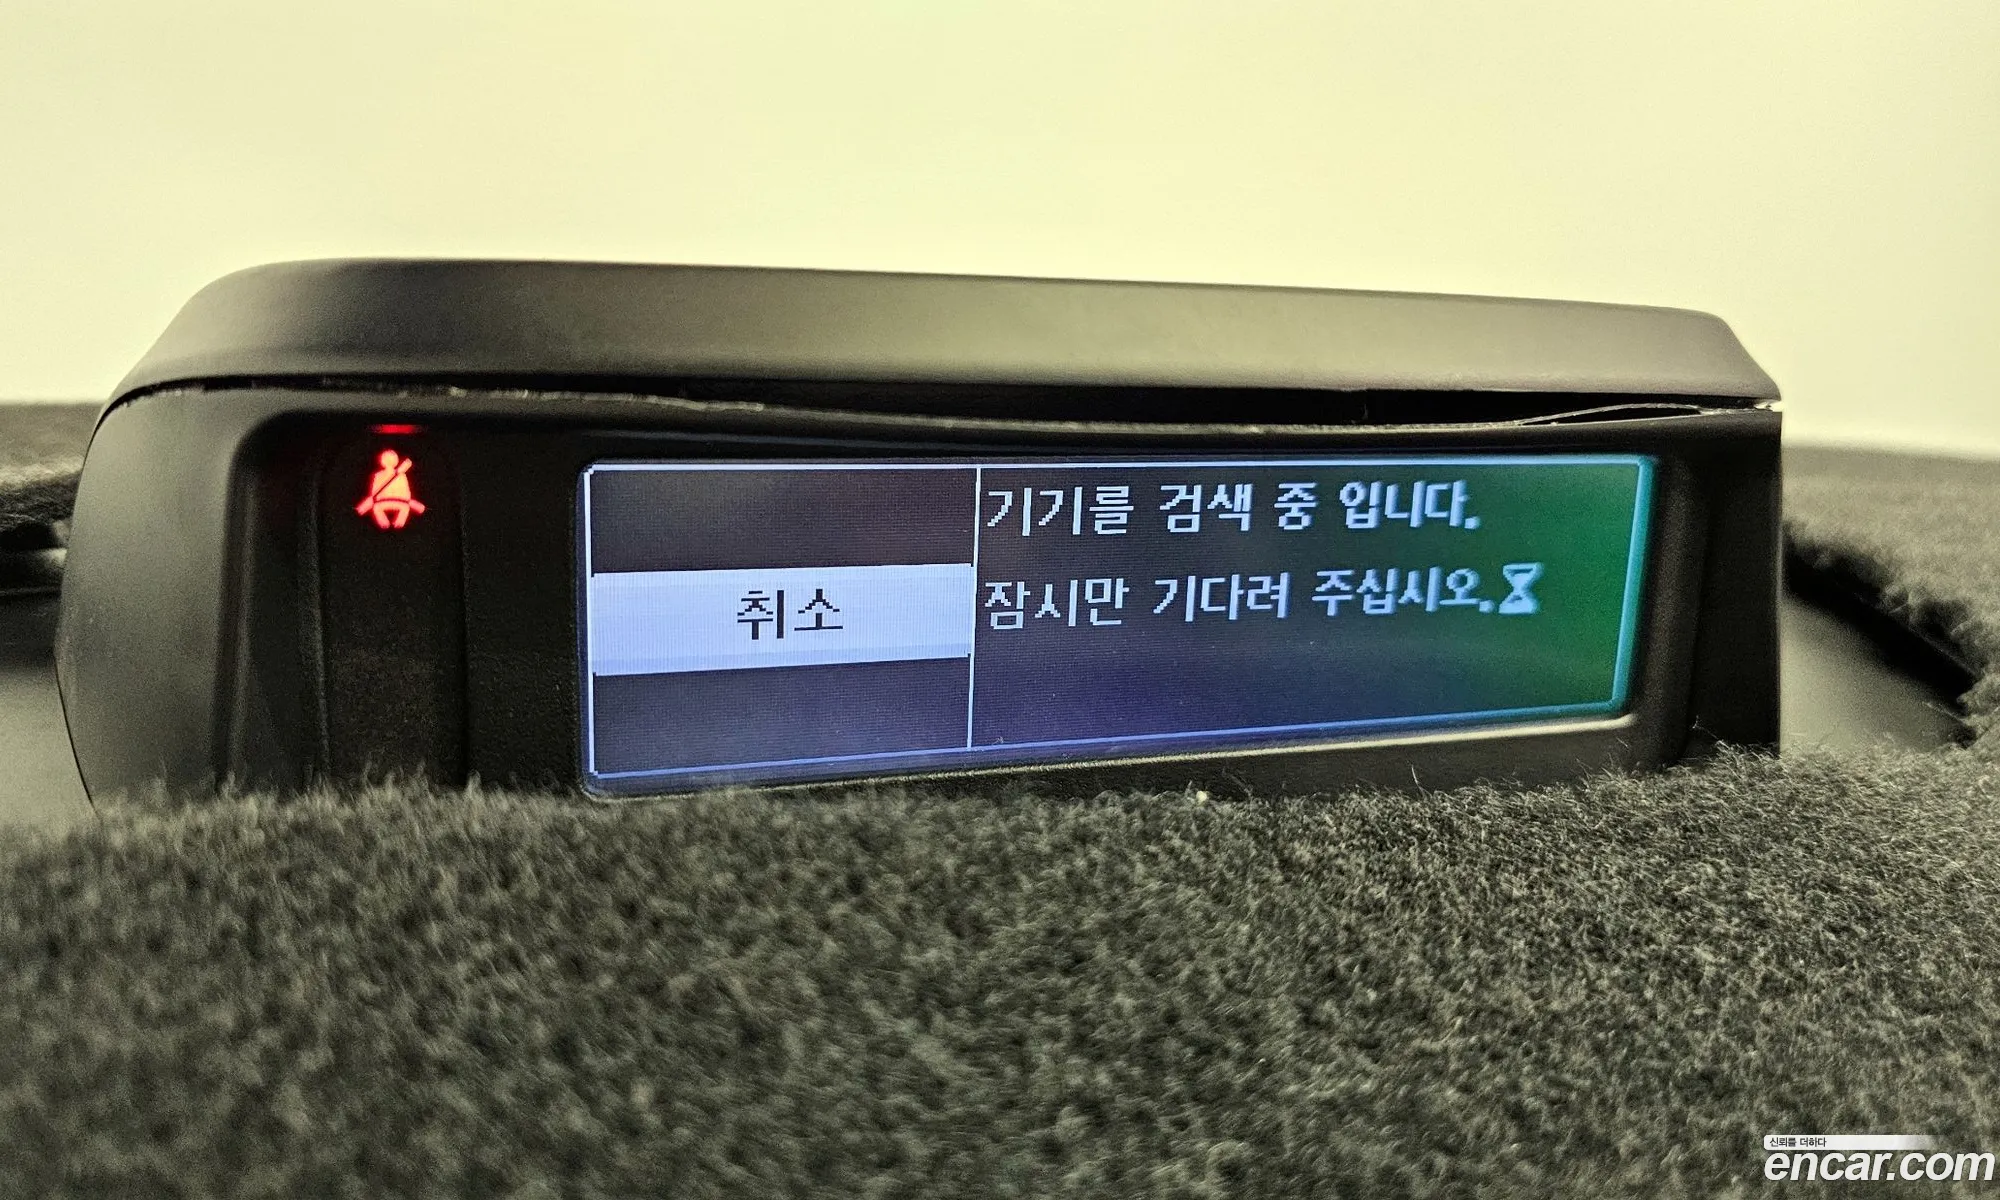 기기를 검색 중 입니다.
취소
잠시만 기다려 주십시오.
신뢰를 더하다
encar.com